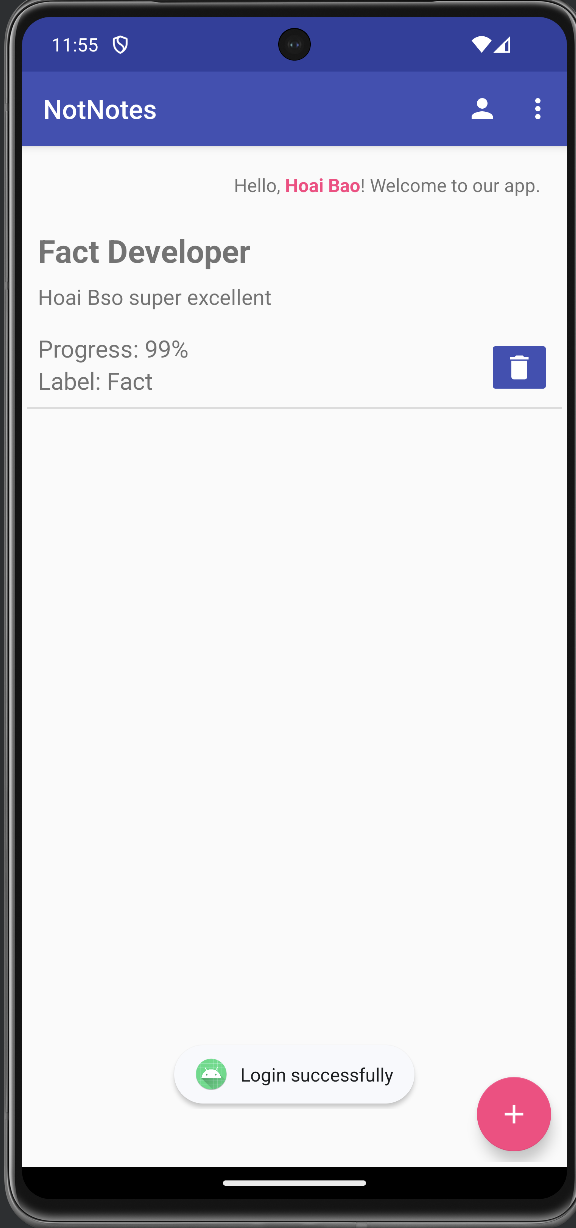 11:55
NotNotes
Hello, Hoai Bao! Welcome to our app.
Fact Developer
Hoai Bso super excellent
Progress: 99%
Label: Fact
Login successfully